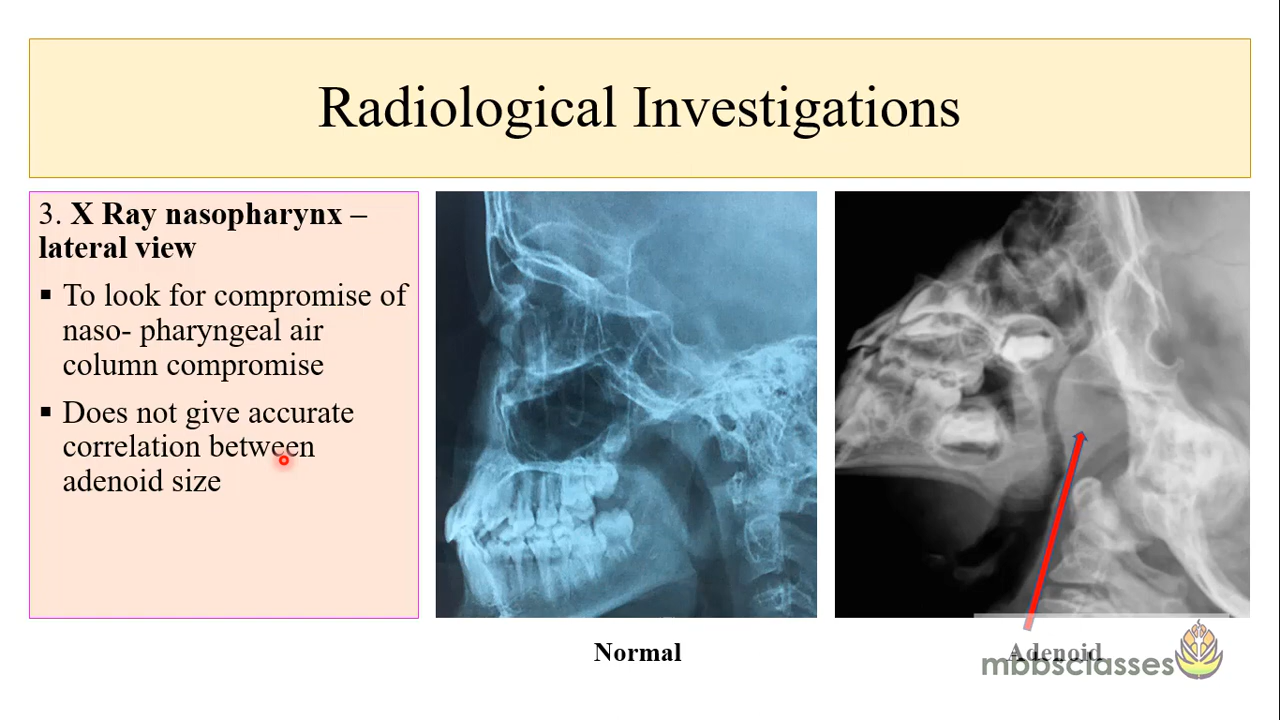 Radiological Investigations
3. X Ray nasopharynx –
lateral view
▪ To look for compromise of
naso- pharyngeal air
column compromise
▪ Does not give accurate
correlation between
adenoid size
Normal
Adenoid
mbbsclasses